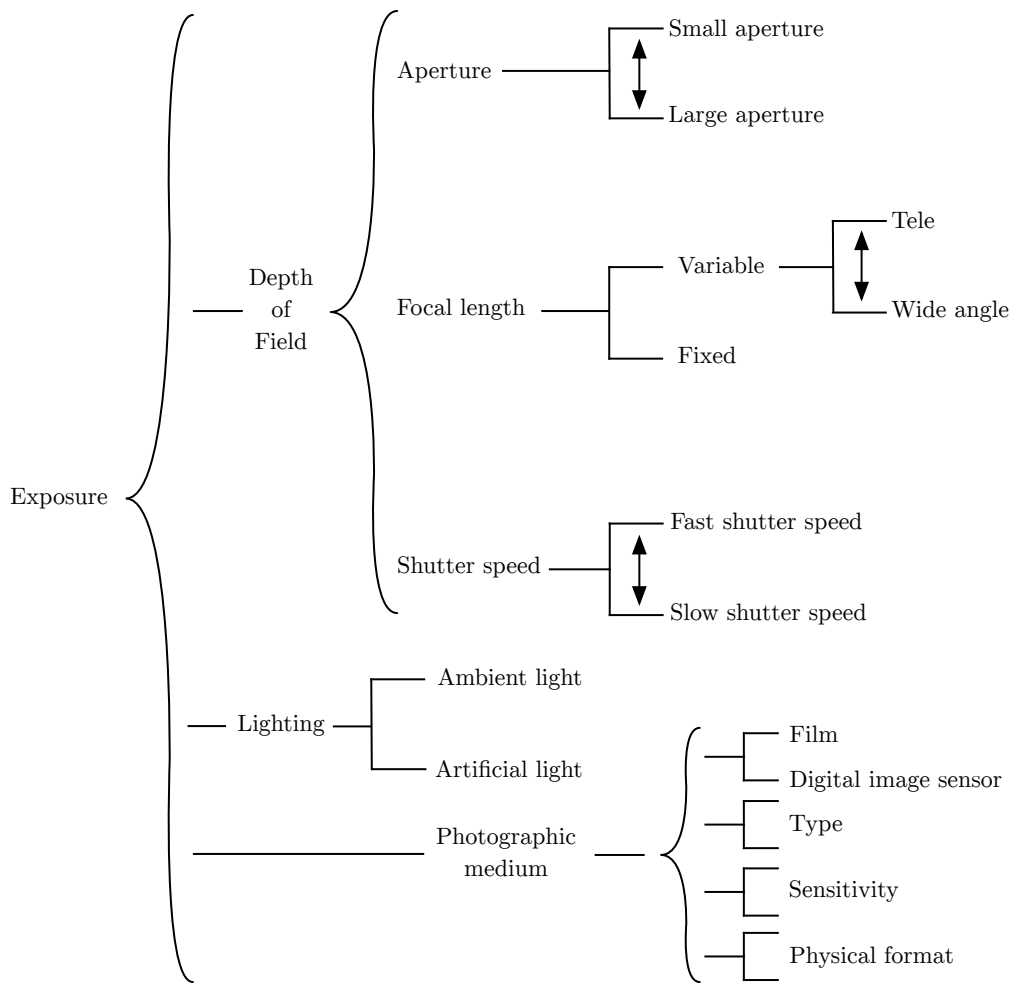 Small aperture
Aperture
Large aperture
Tele
Depth
of
Field
Variable
Focal length
Wide angle
Fixed
Exposure
Fast shutter speed
Shutter speed
Slow shutter speed
Ambient light
Lighting
Artificial light
Film
Digital image sensor
Photographic
medium
Type
Sensitivity
Physical format